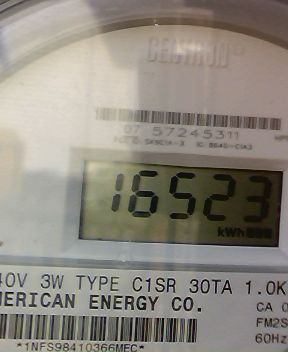 CENTRON
07 57245311
16523
kWh
40V 3W TYPE C1SR 30TA 1.0K
MERICAN ENERGY CO.
CA 0
FM2S
60Hz
*1NFS98410366MEC*